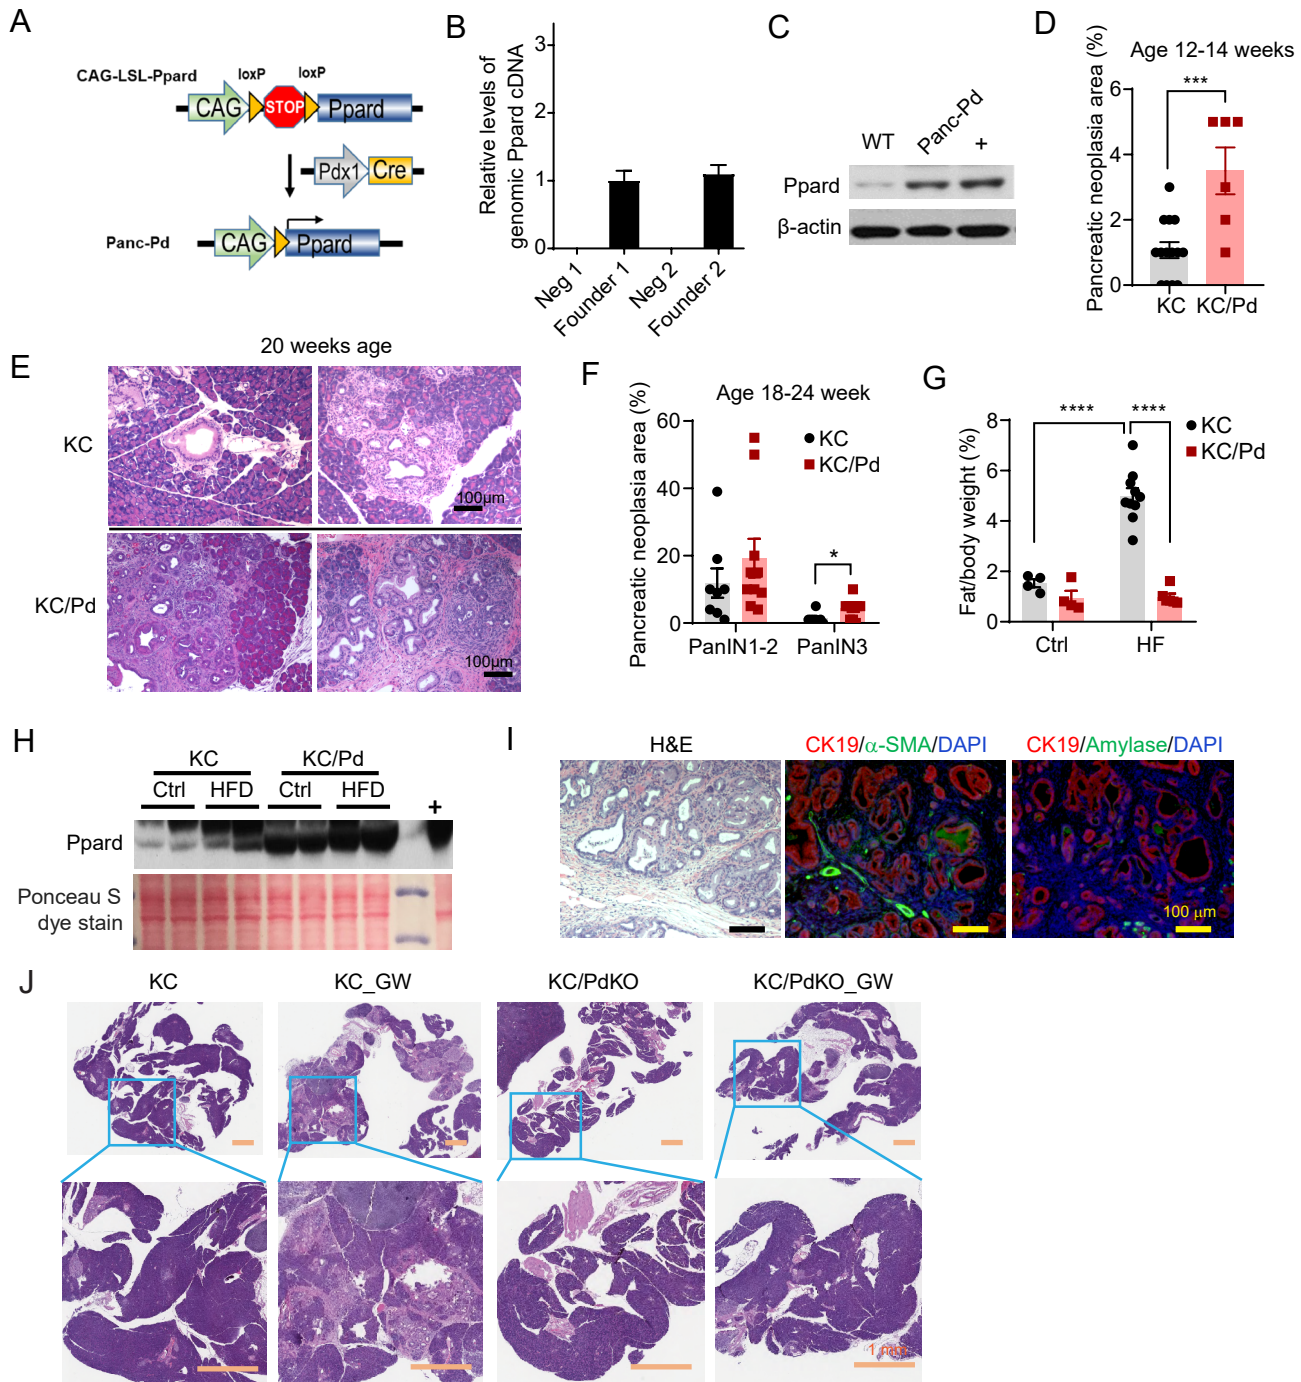 A
CAG-LSL-Ppard
loxP
loxP
CAG
STOP
Ppard
Pdx1
Cre
Panc-Pd
CAG
Ppard
B
Relative levels of
genomic Ppard cDNA
3
2
1
0
Neg 1
Founder 1
Neg 2
Founder 2
C
WT
Panc-Pd
+
Ppard
β-actin
D
Age 12-14 weeks
Pancreatic neoplasia area (%)
6
4
2
0
***
KC
KC/Pd
E
20 weeks age
KC
100μm
KC/Pd
100μm
F
Age 18-24 week
Pancreatic neoplasia area (%)
60
40
20
0
KC
KC/Pd
*
PanIN1-2
PanIN3
G
Fat/body weight (%)
8
6
4
2
0
****
****
KC
KC/Pd
Ctrl
HF
H
KC
KC/Pd
Ctrl
HFD
Ctrl
HFD
+
Ppard
Ponceau S
dye stain
I
H&E
CK19/α-SMA/DAPI
CK19/Amylase/DAPI
100 μm
J
KC
KC_GW
KC/PdKO
KC/PdKO_GW
1 mm